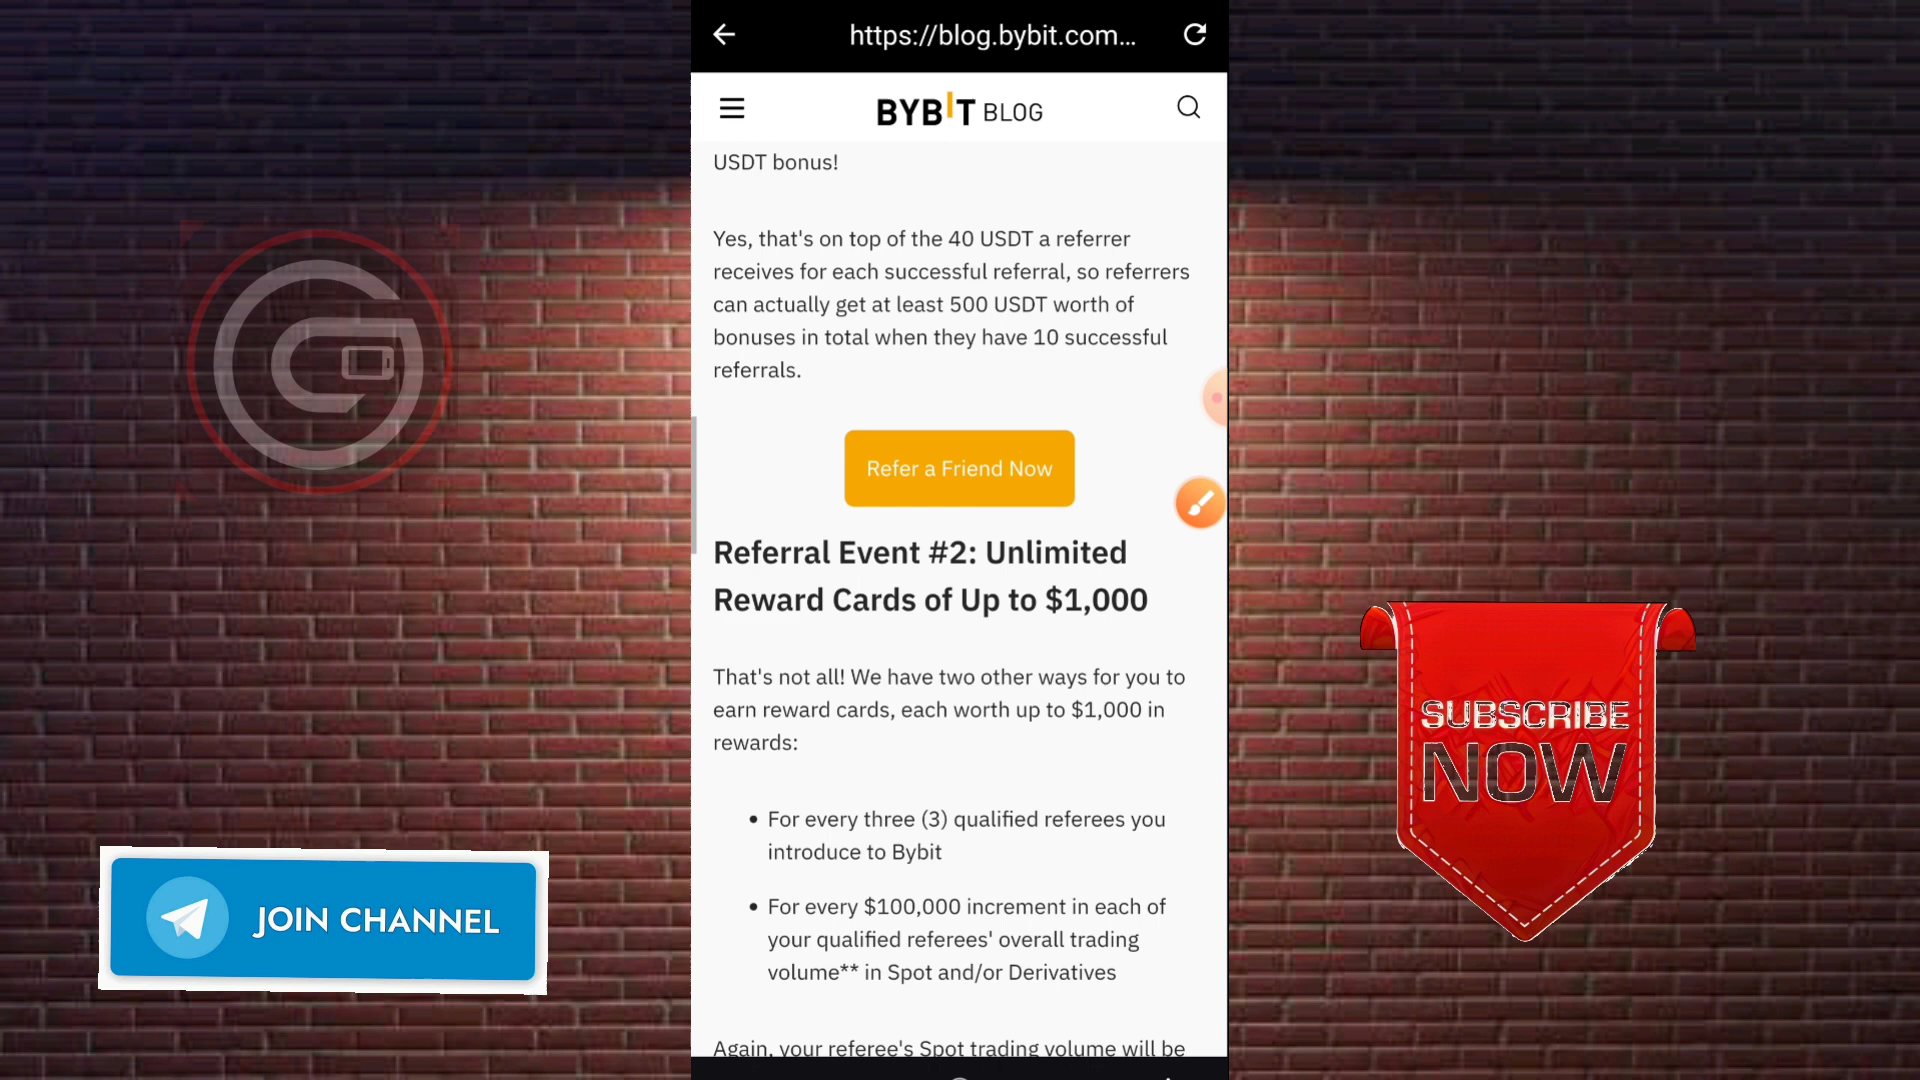 https://blog.bybit.com...
BYBIT BLOG
USDT bonus!
Yes, that's on top of the 40 USDT a referrer
receives for each successful referral, so referrers
can actually get at least 500 USDT worth of
bonuses in total when they have 10 successful
referrals.
Refer a Friend Now
Referral Event #2: Unlimited
Reward Cards of Up to $1,000
That's not all! We have two other ways for you to
earn reward cards, each worth up to $1,000 in
rewards:
• For every three (3) qualified referees you
introduce to Bybit
• For every $100,000 increment in each of
your qualified referees' overall trading
volume** in Spot and/or Derivatives
Again, your referee's Spot trading volume will be
JOIN CHANNEL
SUBSCRIBE
NOW